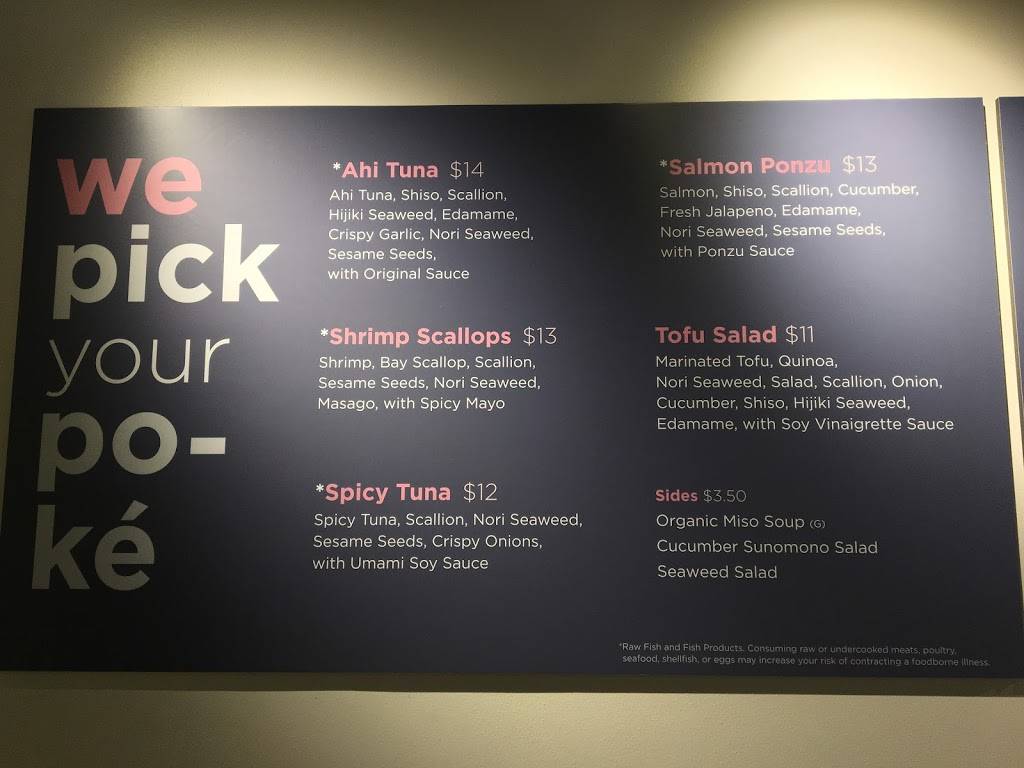 we
pick
your
po-
ké
*Ahi Tuna $14
Ahi Tuna, Shiso, Scallion,
Hijiki Seaweed, Edamame,
Crispy Garlic, Nori Seaweed,
Sesame Seeds,
with Original Sauce
*Shrimp Scallops $13
Shrimp, Bay Scallop, Scallion,
Sesame Seeds, Nori Seaweed,
Masago, with Spicy Mayo
*Spicy Tuna $12
Spicy Tuna, Scallion, Nori Seaweed,
Sesame Seeds, Crispy Onions,
with Umami Soy Sauce
*Salmon Ponzu $13
Salmon, Shiso, Scallion, Cucumber,
Fresh Jalapeno, Edamame,
Nori Seaweed, Sesame Seeds,
with Ponzu Sauce
Tofu Salad $11
Marinated Tofu, Quinoa,
Nori Seaweed, Salad, Scallion, Onion,
Cucumber, Shiso, Hijiki Seaweed,
Edamame, with Soy Vinaigrette Sauce
Sides $3.50
Organic Miso Soup (G)
Cucumber Sunomono Salad
Seaweed Salad
*Raw Fish and Fish Products. Consuming raw or undercooked meats, poultry,
seafood, shellfish, or eggs may increase your risk of contracting a foodborne illness.